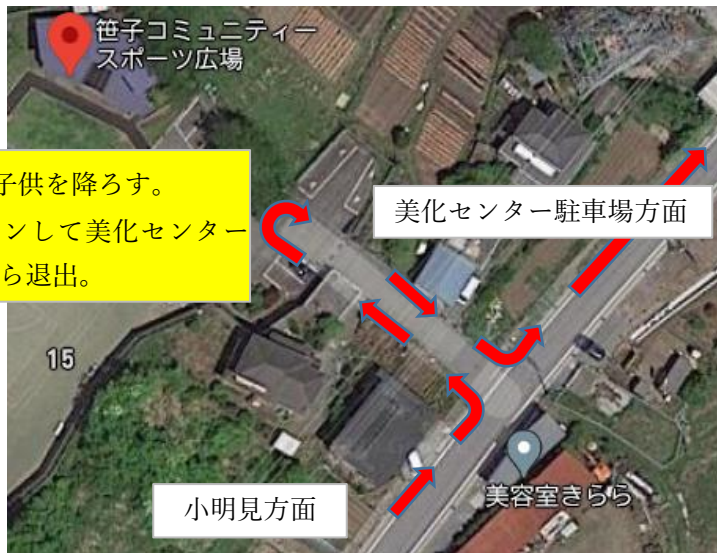 笹子コミュニティー
スポーツ広場
子供を降ろす。
美化センター駐車場方面
ンして美化センター
ら退出。
15
美容室きらら
小明見方面